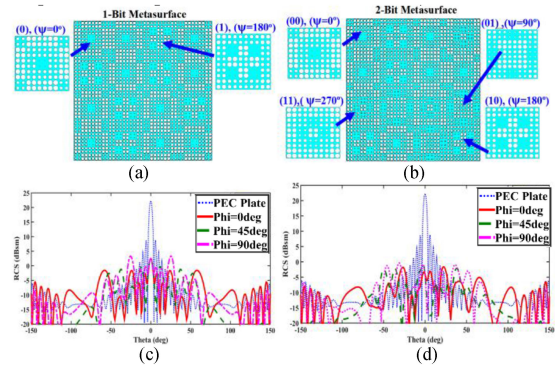 1-Bit Metasurface
(0), (Ψ=0°)
(1), (Ψ=180°)
(a)
2-Bit Metasurface
(00), (Ψ=0°)
(01) ,(Ψ=90°)
(11),( Ψ=270°)
(10), (Ψ=180°)
(b)
25
20
15
10
5
0
-5
-10
-15
-20
RCS (dBsm)
PEC Plate
Phi=0deg
Phi=45deg
Phi=90deg
-150
-100
-50
0
50
100
150
Theta (deg)
(c)
25
20
15
10
5
0
-5
-10
-15
-20
RCS (dBsm)
PEC Plate
Phi=0deg
Phi=45deg
Phi=90deg
-150
-100
-50
0
50
100
150
Theta (deg)
(d)